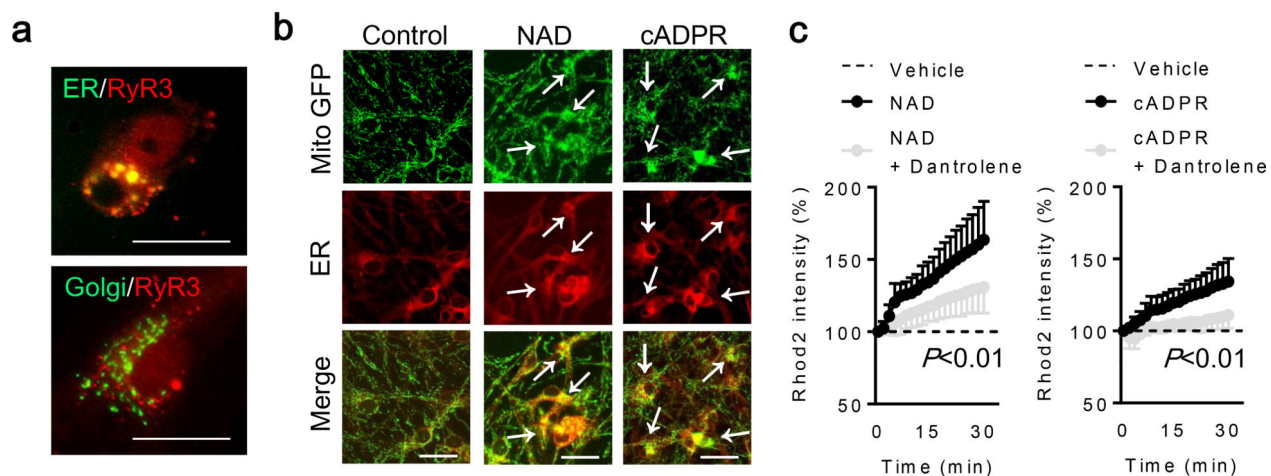 a
ER/RyR3
Golgi/RyR3
b
Control
NAD
cADPR
Mito GFP
ER
Merge
c
Vehicle
NAD
NAD
+ Dantrolene
Rhod2 intensity (%)
200
150
100
50
P<0.01
0
15
30
Time (min)
Vehicle
cADPR
cADPR
+ Dantrolene
Rhod2 intensity (%)
200
150
100
50
P<0.01
0
15
30
Time (min)